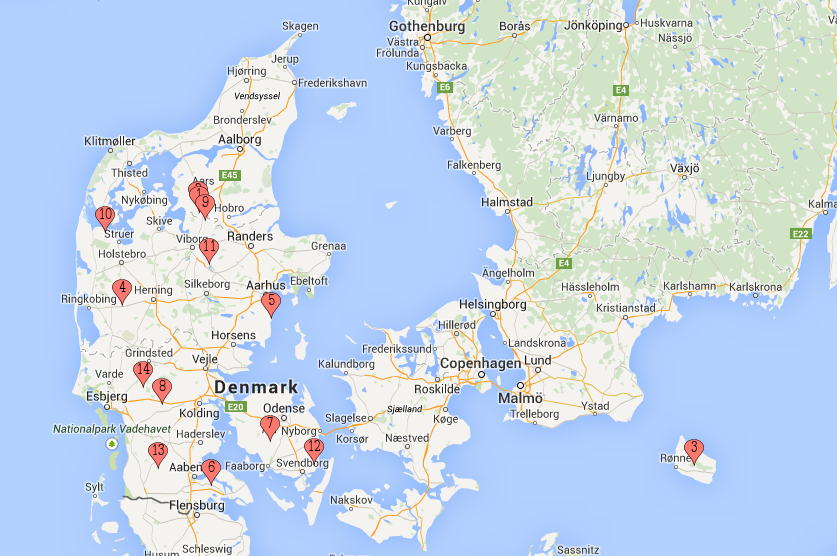 Kungälv
Skagen
Gothenburg
Borås
Jönköping
Huskvarna
Västra
Frölunda
Nässjö
Jerup
Kungsbacka
Hjørring
Frederikshavn
E6
E4
Vendsyssel
Bronderslev
Värnamo
Varberg
Klitmøller
Aalborg
Falkenberg
Växjö
Thisted
Aars
E45
Ljungby
Nykøbing
1
9
Hobro
Halmstad
Kalma
10
Skive
Struer
Viborg
Randers
E22
11
Grenaa
Holstebro
E4
Ängelholm
4
Herning
Silkeborg
Aarhus
Ebeltoft
Hässleholm
Karlshamn
Karlskrona
Ringkobing
5
Helsingborg
Kristianstad
Hillerød
Horsens
Landskrona
Grindsted
Frederikssund
Vejle
Kalundborg
Copenhagen
Lund
14
Varde
8
Denmark
Roskilde
Esbjerg
Malmö
E20
Kolding
Odense
Sjælland
Ystad
Slagelse
Køge
Trelleborg
Nationalpark Vadehavet
7
Nyborg
Haderslev
Korsør
Næstved
12
3
13
Rønne
Aaben
6
Faaborg
Svendborg
Sylt
Nakskov
Flensburg
Schleswig
Sassnitz
Husum